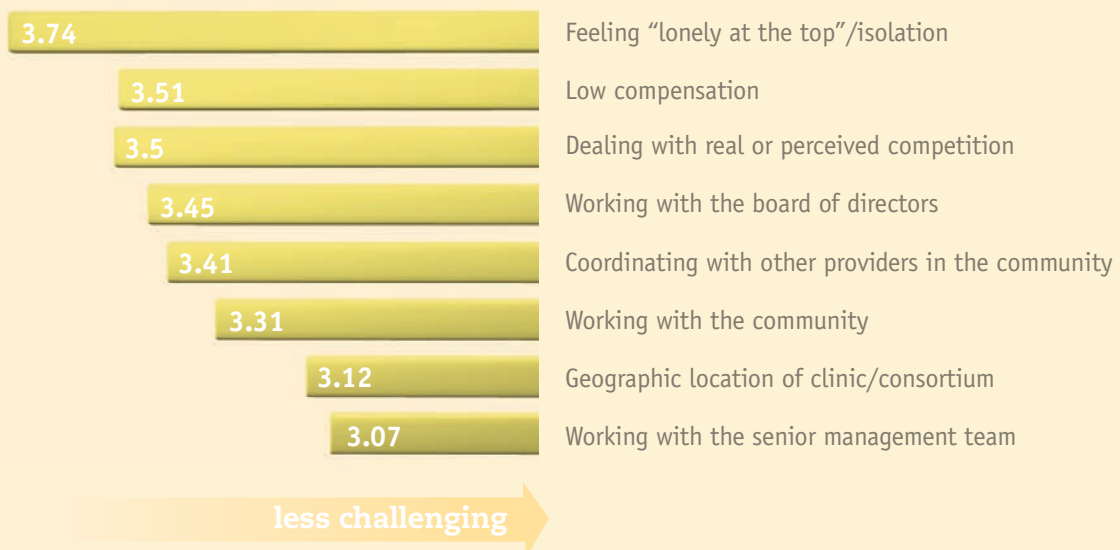 3.74 Feeling “lonely at the top”/isolation
3.51 Low compensation
3.5 Dealing with real or perceived competition
3.45 Working with the board of directors
3.41 Coordinating with other providers in the community
3.31 Working with the community
3.12 Geographic location of clinic/consortium
3.07 Working with the senior management team
less challenging